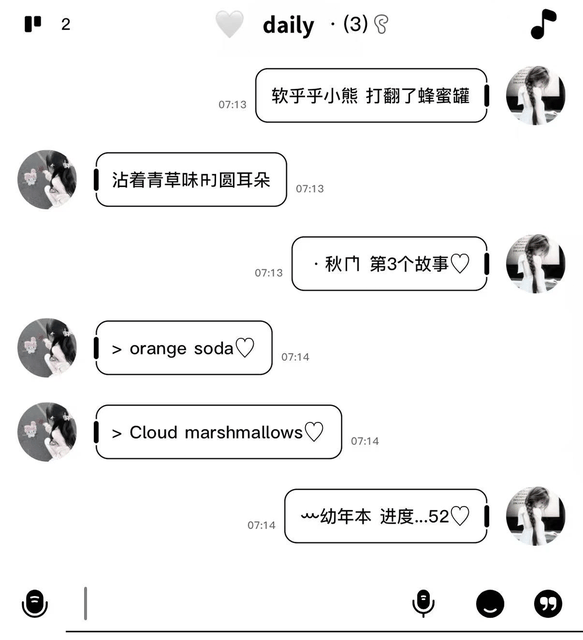 2 daily · (3)
软乎乎小熊 打翻了蜂蜜罐
07:13
沾着青草味卪圆耳朵
07:13
· 秋冂 第3个故事♡
07:13
> orange soda♡
07:14
> Cloud marshmallows♡
07:14
幼年本 进度...52♡
07:14